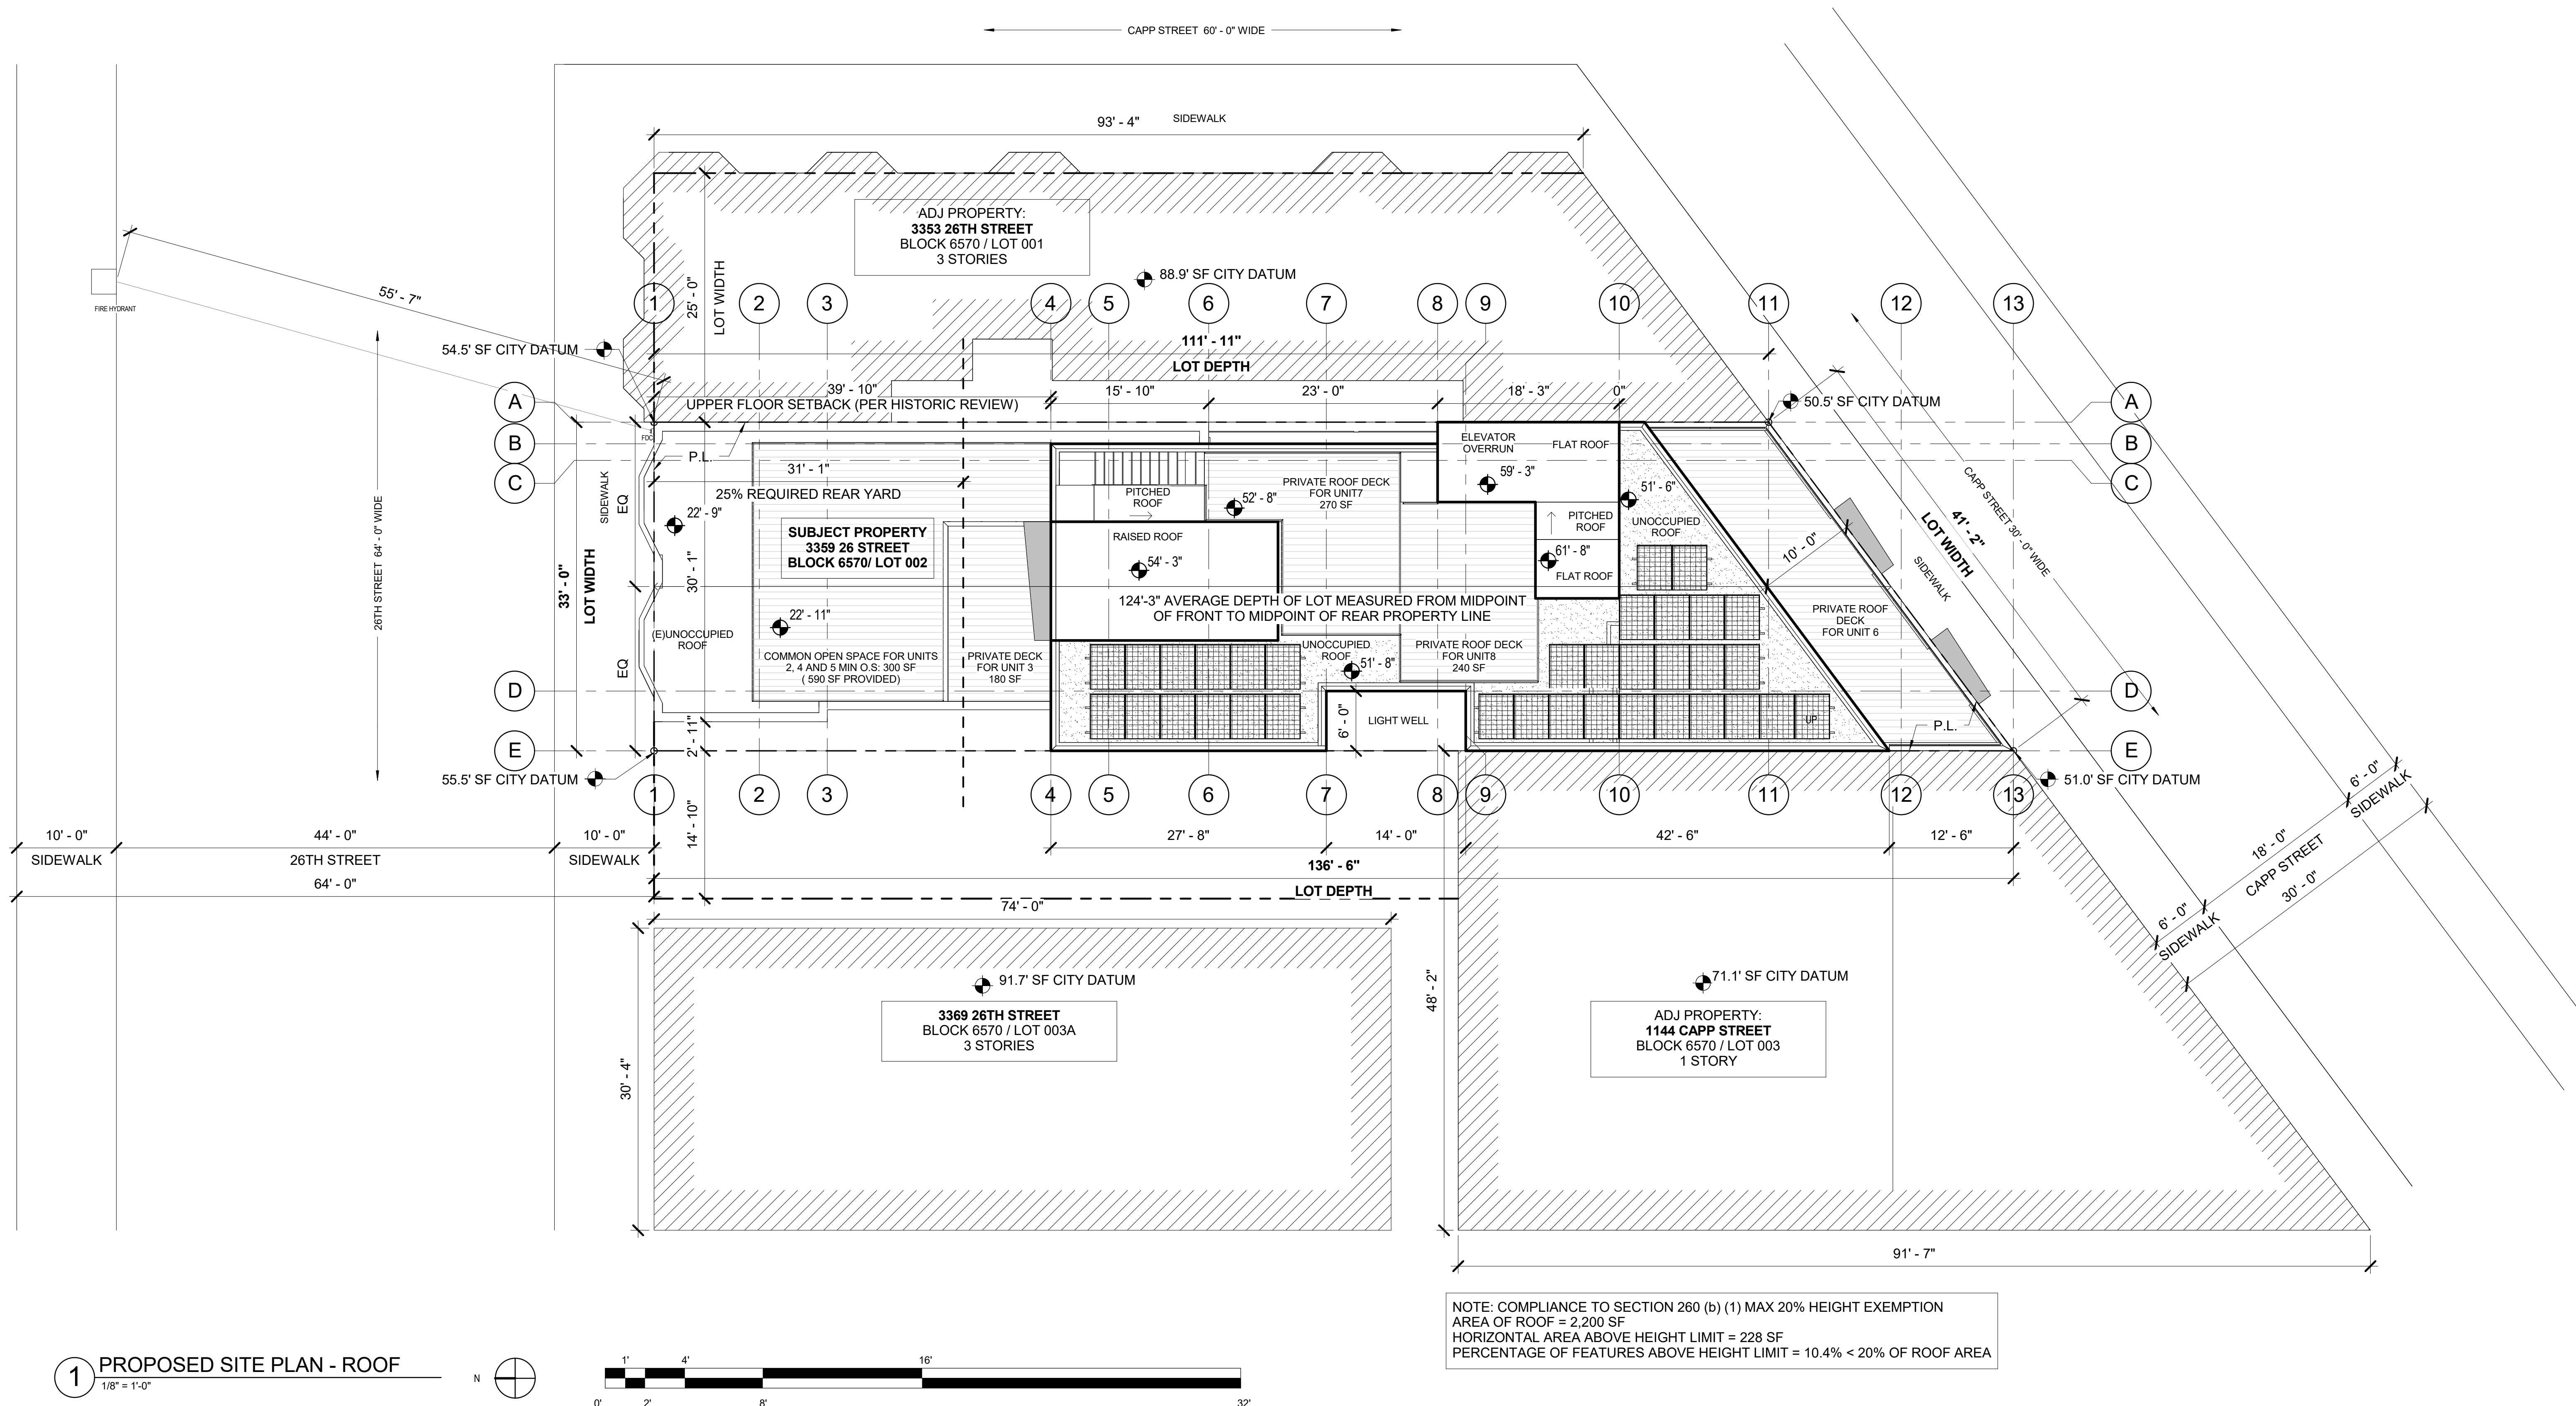 CAPP STREET 60' - 0" WIDE
93' - 4"
SIDEWALK
ADJ PROPERTY:
3353 26TH STREET
BLOCK 6570 / LOT 001
3 STORIES
88.9' SF CITY DATUM
25' - 0"
LOT WIDTH
55' - 7"
FIRE HYDRANT
1
2
3
4
5
6
7
8
9
10
11
12
13
54.5' SF CITY DATUM
111' - 11"
LOT DEPTH
39' - 10"
UPPER FLOOR SETBACK (PER HISTORIC REVIEW)
15' - 10"
23' - 0"
18' - 3"
0"
50.5' SF CITY DATUM
A
B
C
D
E
A
B
C
D
E
FDC
P.L.
31' - 1"
25% REQUIRED REAR YARD
SIDEWALK
EQ
EQ
33' - 0"
LOT WIDTH
26TH STREET 64' - 0" WIDE
22' - 9"
SUBJECT PROPERTY
3359 26 STREET
BLOCK 6570/ LOT 002
30' - 1"
22' - 11"
(E)UNOCCUPIED
ROOF
COMMON OPEN SPACE FOR UNITS
2, 4 AND 5 MIN O.S: 300 SF
( 590 SF PROVIDED)
PRIVATE DECK
FOR UNIT 3
180 SF
PITCHED
ROOF
52' - 8"
PRIVATE ROOF DECK
FOR UNIT7
270 SF
RAISED ROOF
54' - 3"
ELEVATOR
OVERRUN
FLAT ROOF
59' - 3"
51' - 6"
PITCHED
ROOF
UNOCCUPIED
ROOF
61' - 8"
FLAT ROOF
124'-3" AVERAGE DEPTH OF LOT MEASURED FROM MIDPOINT
OF FRONT TO MIDPOINT OF REAR PROPERTY LINE
UNOCCUPIED
ROOF
51' - 8"
PRIVATE ROOF DECK
FOR UNIT8
240 SF
10' - 0"
PRIVATE ROOF
DECK
FOR UNIT 6
41' - 2"
LOT WIDTH
SIDEWALK
CAPP STREET 30' - 0" WIDE
LIGHT WELL
6' - 0"
UP
P.L.
2' - 11"
55.5' SF CITY DATUM
51.0' SF CITY DATUM
1
2
3
4
5
6
7
8
9
10
11
12
13
14' - 10"
10' - 0"
SIDEWALK
44' - 0"
26TH STREET
10' - 0"
SIDEWALK
64' - 0"
27' - 8"
14' - 0"
42' - 6"
12' - 6"
136' - 6"
LOT DEPTH
74' - 0"
6' - 0"
SIDEWALK
18' - 0"
CAPP STREET
30' - 0"
6' - 0"
SIDEWALK
91.7' SF CITY DATUM
3369 26TH STREET
BLOCK 6570 / LOT 003A
3 STORIES
30' - 4"
48' - 2"
71.1' SF CITY DATUM
ADJ PROPERTY:
1144 CAPP STREET
BLOCK 6570 / LOT 003
1 STORY
91' - 7"
NOTE: COMPLIANCE TO SECTION 260 (b) (1) MAX 20% HEIGHT EXEMPTION
AREA OF ROOF = 2,200 SF
HORIZONTAL AREA ABOVE HEIGHT LIMIT = 228 SF
PERCENTAGE OF FEATURES ABOVE HEIGHT LIMIT = 10.4% < 20% OF ROOF AREA
1
PROPOSED SITE PLAN - ROOF
1/8" = 1'-0"
N
1'
4'
16'
0'
2'
8'
32'